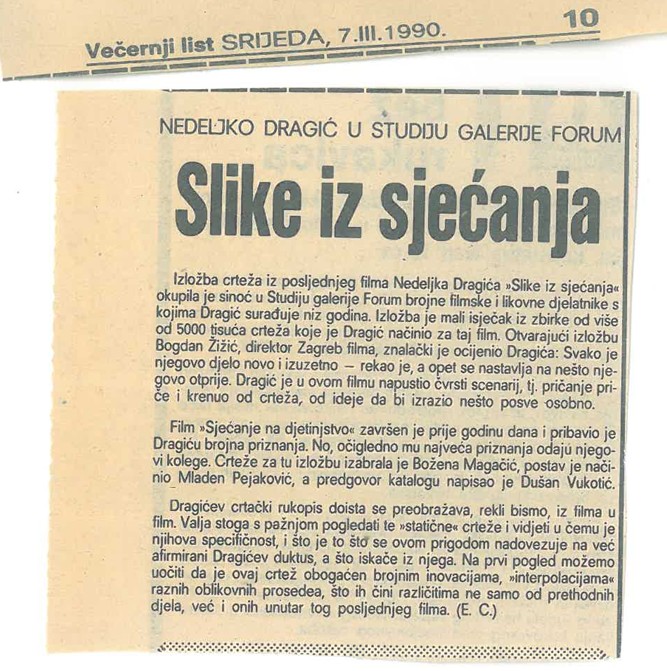 Večernji list SRIJEDA, 7.III.1990. 10
NEDELJKO DRAGIĆ U STUDIJU GALERIJE FORUM
Slike iz sjećanja
Izložba crteža iz posljednjeg filma Nedeljka Dragića »Slike iz sjećanja«
okupila je sinoć u Studiju galerije Forum brojne filmske i likovne djelatnike s
kojima Dragić surađuje niz godina. Izložba je mali isječak iz zbirke od više
od 5000 tisuća crteža koje je Dragić načinio za taj film. Otvarajući izložbu
Bogdan Žižić, direktor Zagreb filma, znalački je ocijenio Dragića: Svako je
njegovo djelo novo i izuzetno — rekao je, a opet se nastavlja na nešto nje-
govo otprije. Dragić je u ovom filmu napustio čvrsti scenarij, tj. pričanje pri-
če i krenuo od crteža, od ideje da bi izrazio nešto posve osobno.
Film »Sjećanje na djetinjstvo« završen je prije godinu dana i pribavio je
Dragiću brojna priznanja. No, očigledno mu najveća priznanja odaju njego-
vi kolege. Crteže za tu izložbu izabrala je Božena Magačić, postav je nači-
nio Mladen Pejaković, a predgovor katalogu napisao je Dušan Vukotić.
Dragićev crtački rukopis doista se preobražava, rekli bismo, iz filma u
film. Valja stoga s pažnjom pogledati te »statične« crteže i vidjeti u čemu je
njihova specifičnost, i što je to što se ovom prigodom nadovezuje na već
afirmirani Dragićev duktus, a što iskače iz njega. Na prvi pogled možemo
uočiti da je ovaj crtež obogaćen brojnim inovacijama, »interpolacijama«
raznih oblikovnih prosedea, što ih čini različitima ne samo od prethodnih
djela, već i onih unutar tog posljednjeg filma. (E. C.)